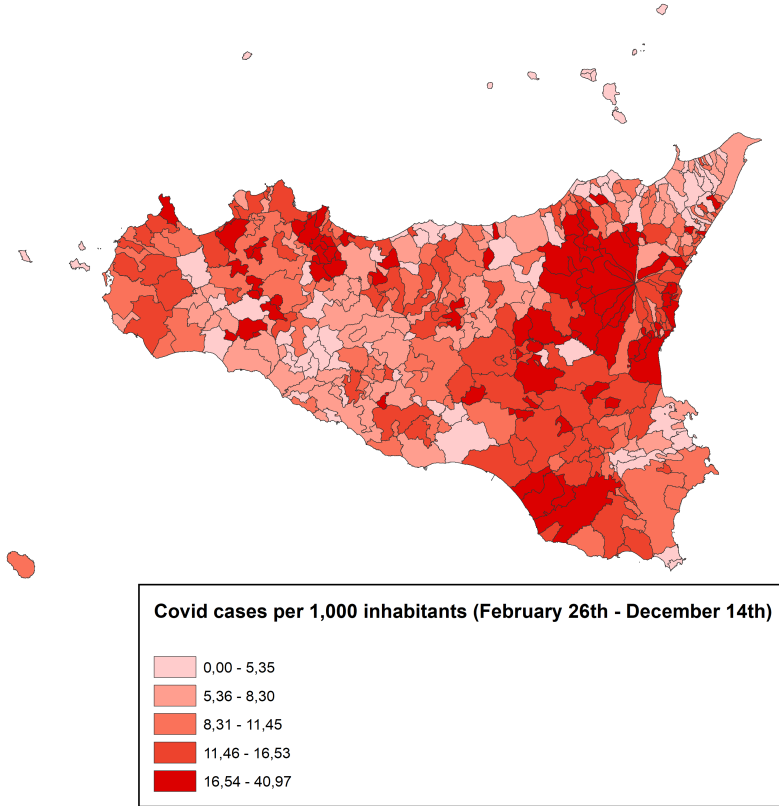 Covid cases per 1,000 inhabitants (February 26th - December 14th)
0,00 - 5,35
5,36 - 8,30
8,31 - 11,45
11,46 - 16,53
16,54 - 40,97